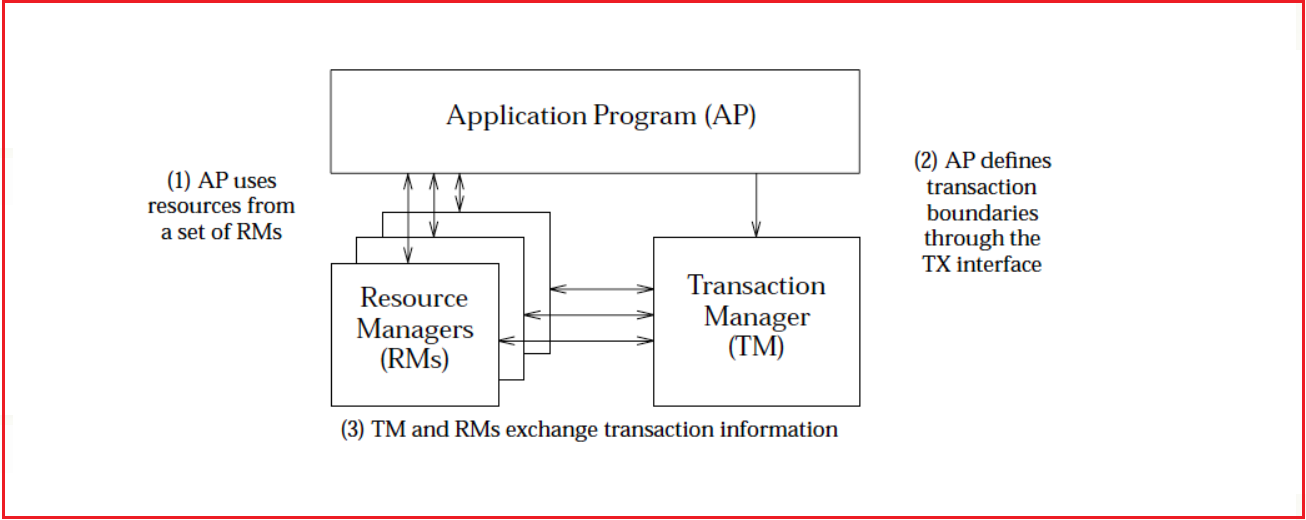 Application Program (AP)
(1) AP uses
resources from
a set of RMs
(2) AP defines
transaction
boundaries
through the
TX interface
Resource
Managers
(RMs)
Transaction
Manager
(TM)
(3) TM and RMs exchange transaction information